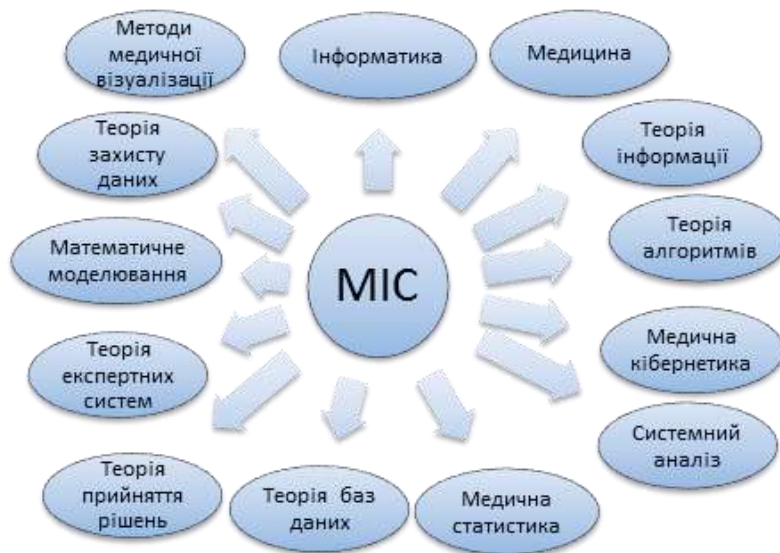 Методи
медичної
візуалізації
Інформатика
Медицина
Теорія
захисту
даних
Теорія
інформації
Математичне
моделювання
МІС
Теорія
алгоритмів
Теорія
експертних
систем
Медична
кібернетика
Теорія
прийняття
рішень
Теорія баз
даних
Медична
статистика
Системний
аналіз